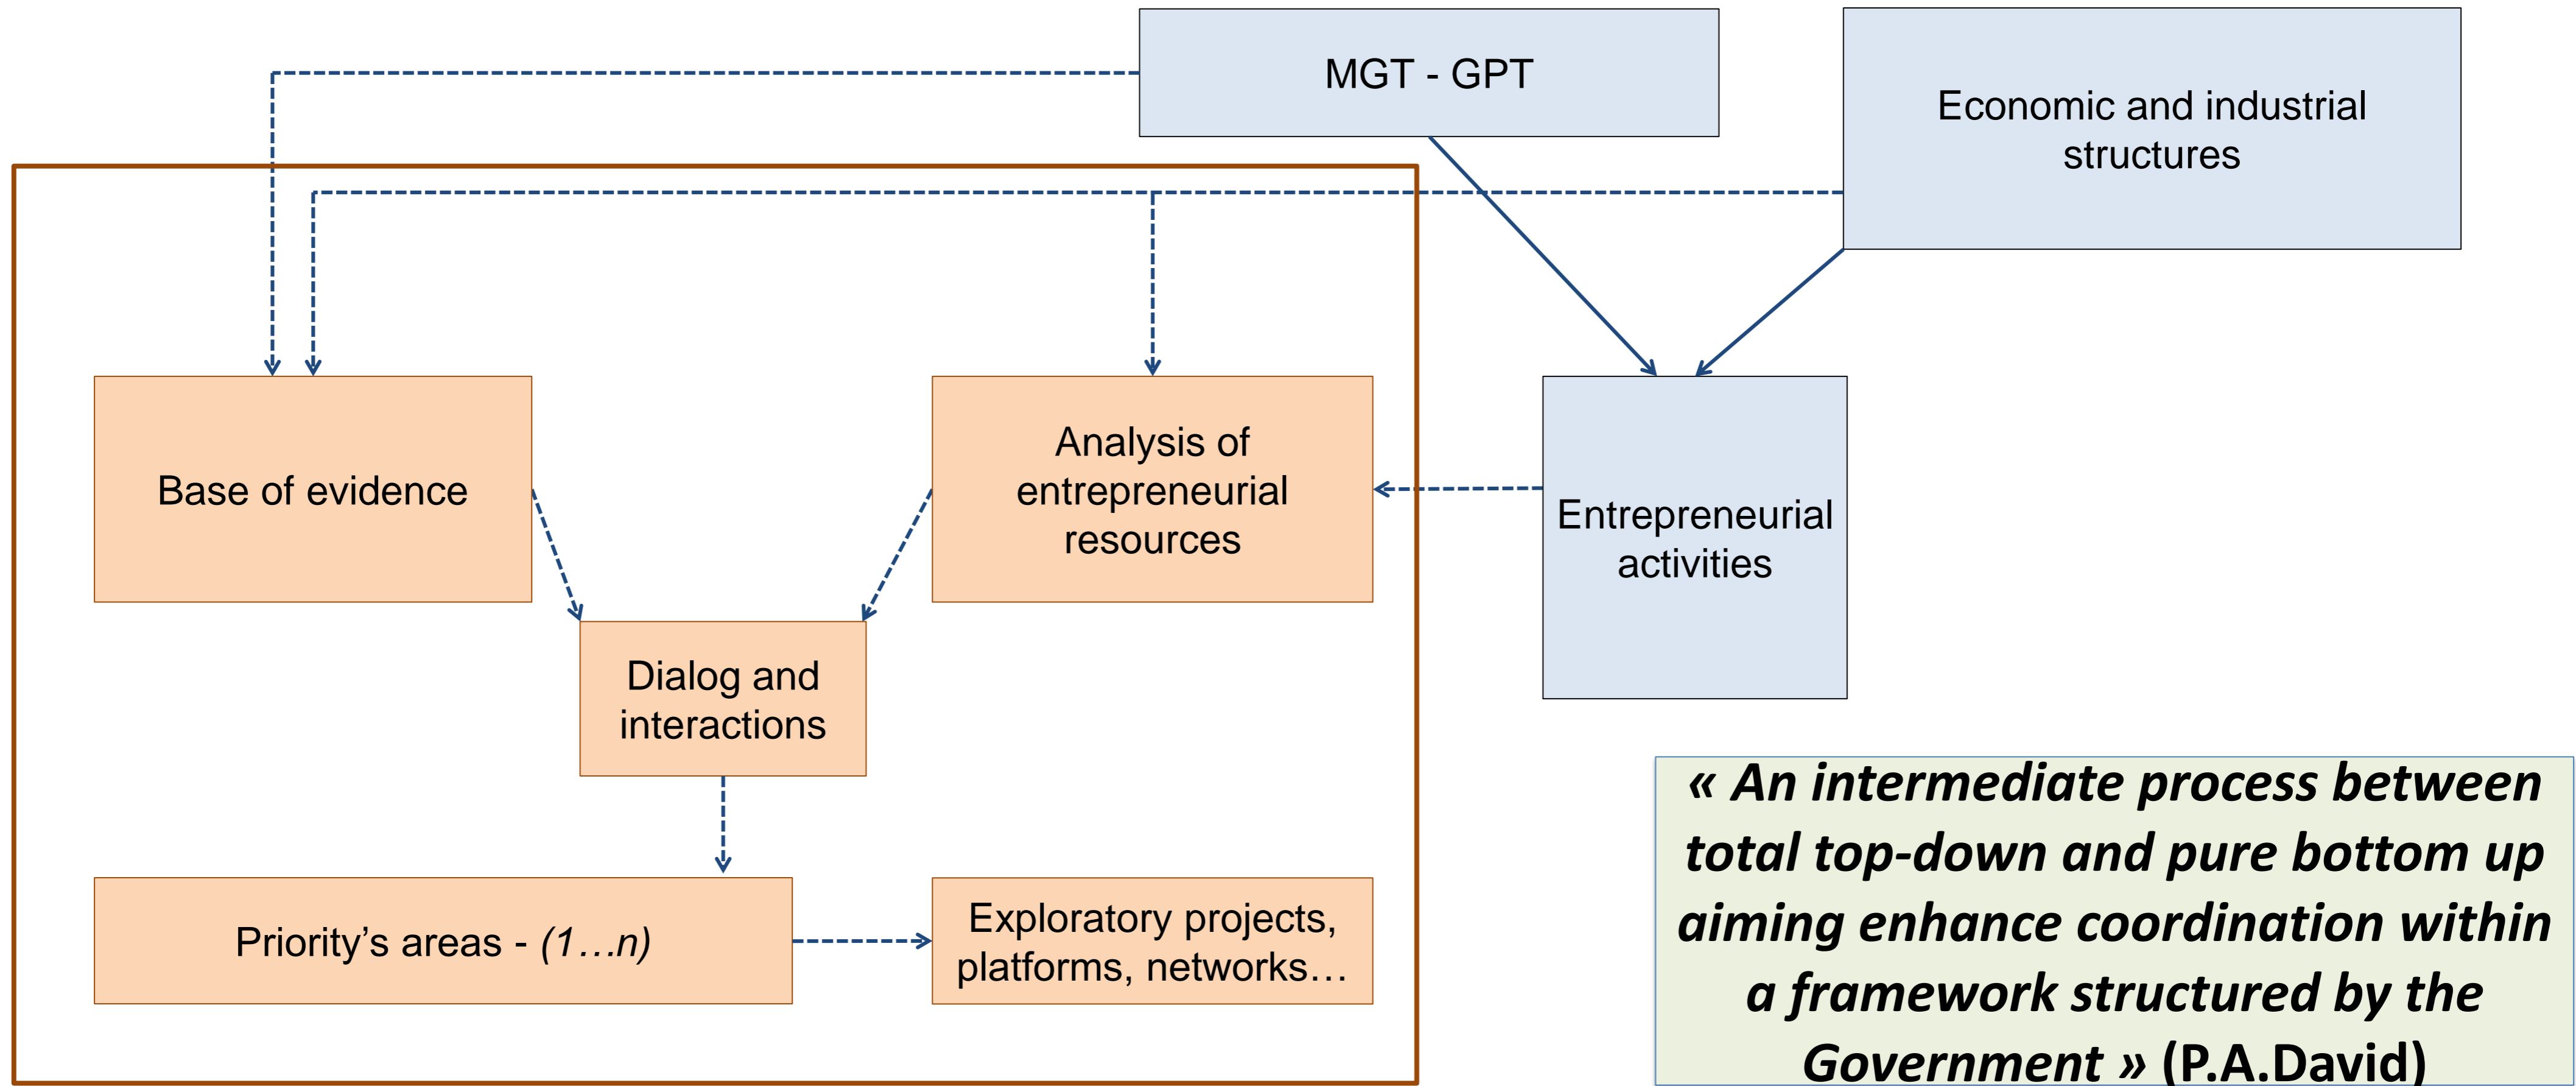 MGT - GPT
Economic and industrial
structures
Base of evidence
Analysis of
entrepreneurial
resources
Entrepreneurial
activities
Dialog and
interactions
Priority’s areas - (1…n)
Exploratory projects,
platforms, networks…
« An intermediate process between
total top-down and pure bottom up
aiming enhance coordination within
a framework structured by the
Government » (P.A.David)